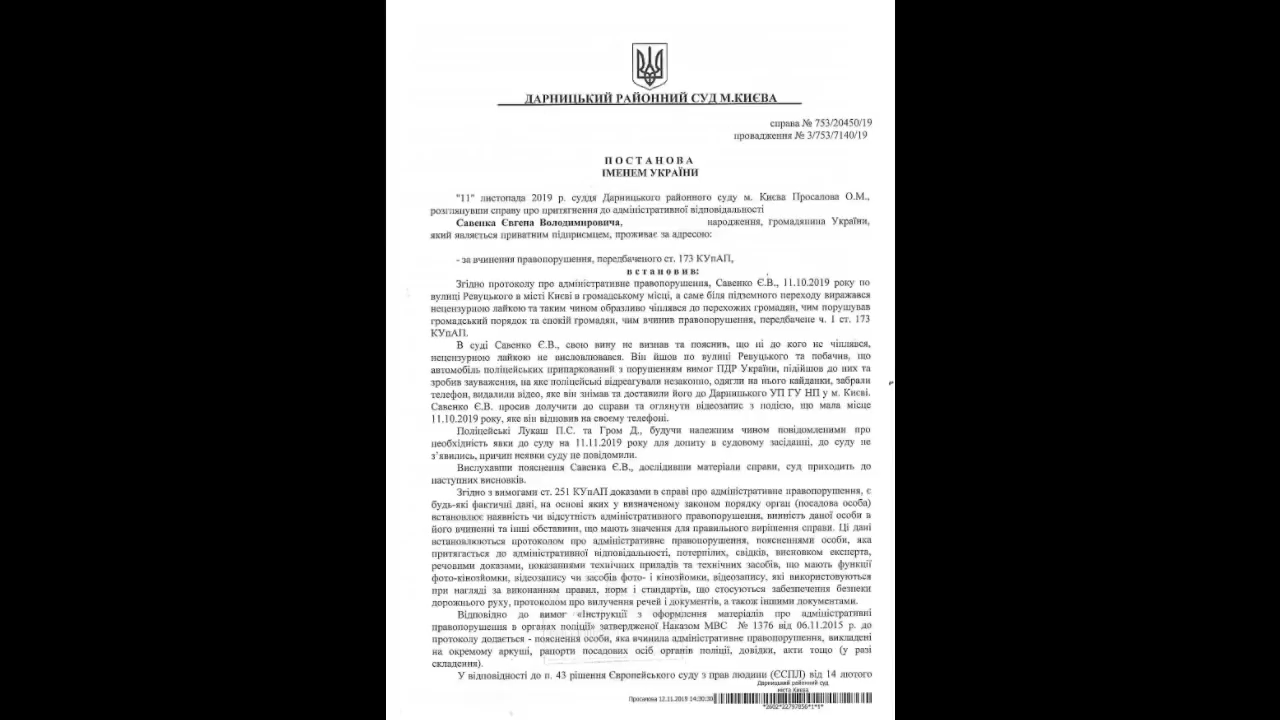 ДАРНИЦЬКИЙ РАЙОННИЙ СУД М.КИЄВА
справа № 753/20450/19
провадження № 3/753/7140/19
П О С Т А Н О В А
ІМЕНЕМ УКРАЇНИ
"11" листопада 2019 р. суддя Дарницького районного суду м. Києва Просалова О.М.,
розглянувши справу про притягнення до адміністративної відповідальності
Савенка Євгена Володимировича, народження, громадянина України,
який являється приватним підприємцем, проживає за адресою:
- за вчинення правопорушення, передбаченого ст. 173 КУпАП,
в с т а н о в и в:
Згідно протоколу про адміністративне правопорушення, Савенко Є.В., 11.10.2019 року по
вулиці Ревуцького в місті Києві в громадському місці, а саме біля підземного переходу виражався
нецензурною лайкою та таким чином образливо чіплявся до перехожих громадян, чим порушував
громадський порядок та спокій громадян, чим вчинив правопорушення, передбачене ч. 1 ст. 173
КУпАП.
В суді Савенко Є.В., свою вину не визнав та пояснив, що ні до кого не чіплявся,
нецензурною лайкою не висловлювався. Він йшов по вулиці Ревуцького та побачив, що
автомобіль поліцейських припаркований з порушенням вимог ПДР України, підійшов до них та
зробив зауваження, на яке поліцейські відреагували незаконно, одягли на нього кайданки, забрали
телефон, видалили відео, яке він знімав та доставили його до Дарницького УП ГУ НП у м. Києві.
Савенко Є.В. просив долучити до справи та оглянути відеозапис з подією, що мала місце
11.10.2019 року, яке він відновив на своєму телефоні.
Поліцейські Лукаш П.С. та Гром Д., будучи належним чином повідомленими про
необхідність явки до суду на 11.11.2019 року для допиту в судовому засіданні, до суду не
з’явились, причин неявки суду не повідомили.
Вислухавши пояснення Савенка Є.В., дослідивши матеріали справи, суд приходить до
наступних висновків.
Згідно з вимогами ст. 251 КУпАП доказами в справі про адміністративне правопорушення, є
будь-які фактичні дані, на основі яких у визначеному законом порядку орган (посадова особа)
встановлює наявність чи відсутність адміністративного правопорушення, винність даної особи в
його вчиненні та інші обставини, що мають значення для правильного вирішення справи. Ці дані
встановлюються протоколом про адміністративне правопорушення, поясненнями особи, яка
притягається до адміністративної відповідальності, потерпілих, свідків, висновком експерта,
речовими доказами, показаннями технічних приладів та технічних засобів, що мають функції
фото-кінозйомки, відеозапису чи засобів фото- і кінозйомки, відеозапису, які використовуються
при нагляді за виконанням правил, норм і стандартів, що стосуються забезпечення безпеки
дорожнього руху, протоколом про вилучення речей і документів, а також іншими документами.
Відповідно до вимог «Інструкції з оформлення матеріалів про адміністративні
правопорушення в органах поліції» затвердженої Наказом МВС № 1376 від 06.11.2015 р. до
протоколу додається - пояснення особи, яка вчинила адміністративне правопорушення, викладені
на окремому аркуші, рапорти посадових осіб органів поліції, довідки, акти тощо (у разі
складення).
У відповідності до п. 43 рішення Європейського суду з прав людини (ЄСПЛ) від 14 лютого
Дарницький районний суд
міста Києва
Просалова 12.11.2019 14:30:30